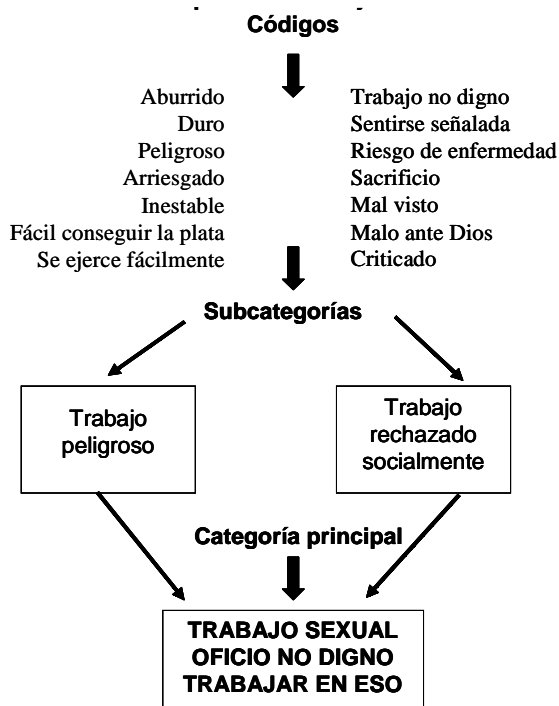 Códigos
Aburrido
Duro
Peligroso
Arriesgado
Inestable
Fácil conseguir la plata
Se ejerce fácilmente
Trabajo no digno
Sentirse señalada
Riesgo de enfermedad
Sacrificio
Mal visto
Malo ante Dios
Criticado
Subcategorías
Trabajo
peligroso
Trabajo
rechazado
socialmente
Categoría principal
TRABAJO SEXUAL
OFICIO NO DIGNO
TRABAJAR EN ESO